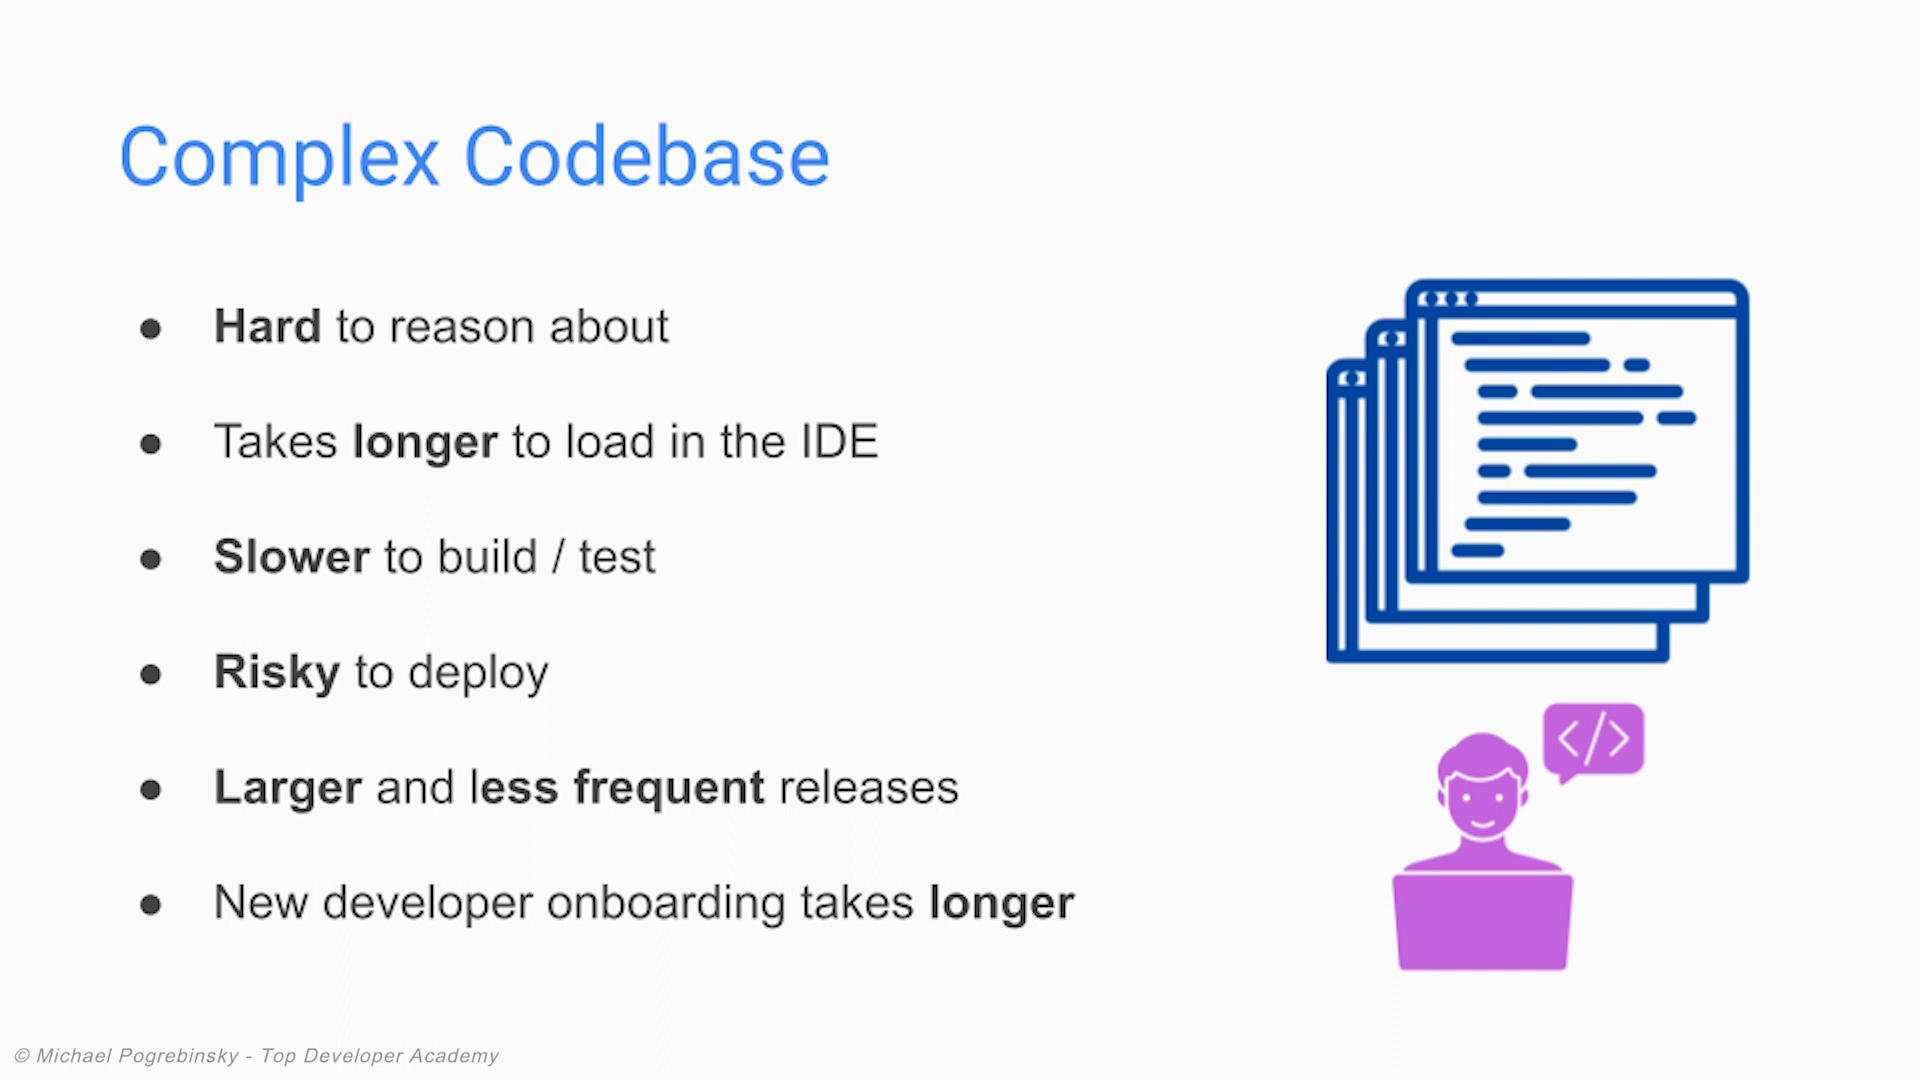 Complex Codebase
● Hard to reason about
● Takes longer to load in the IDE
● Slower to build / test
● Risky to deploy
● Larger and less frequent releases
● New developer onboarding takes longer
</>
© Michael Pogrebinsky - Top Developer Academy